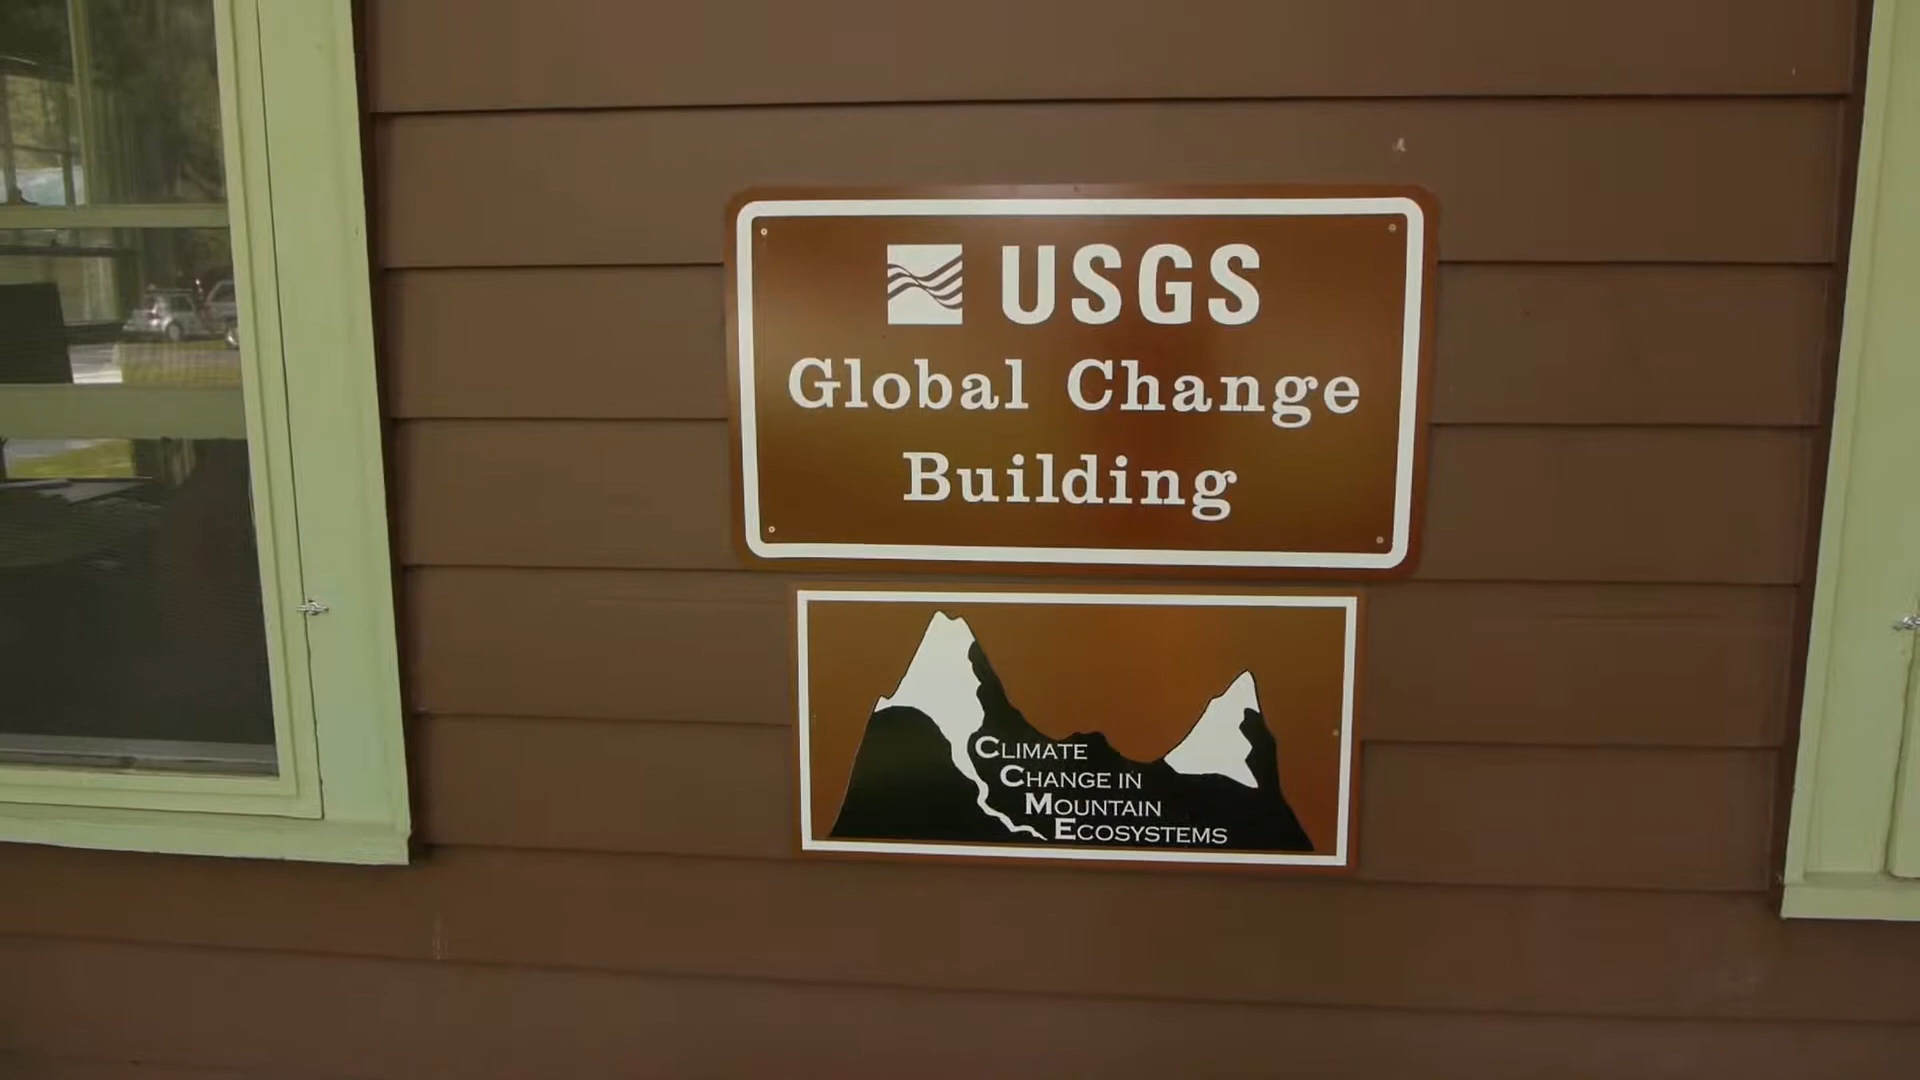 USGS
Global Change
Building
CLIMATE
CHANGE IN
MOUNTAIN
ECOSYSTEMS